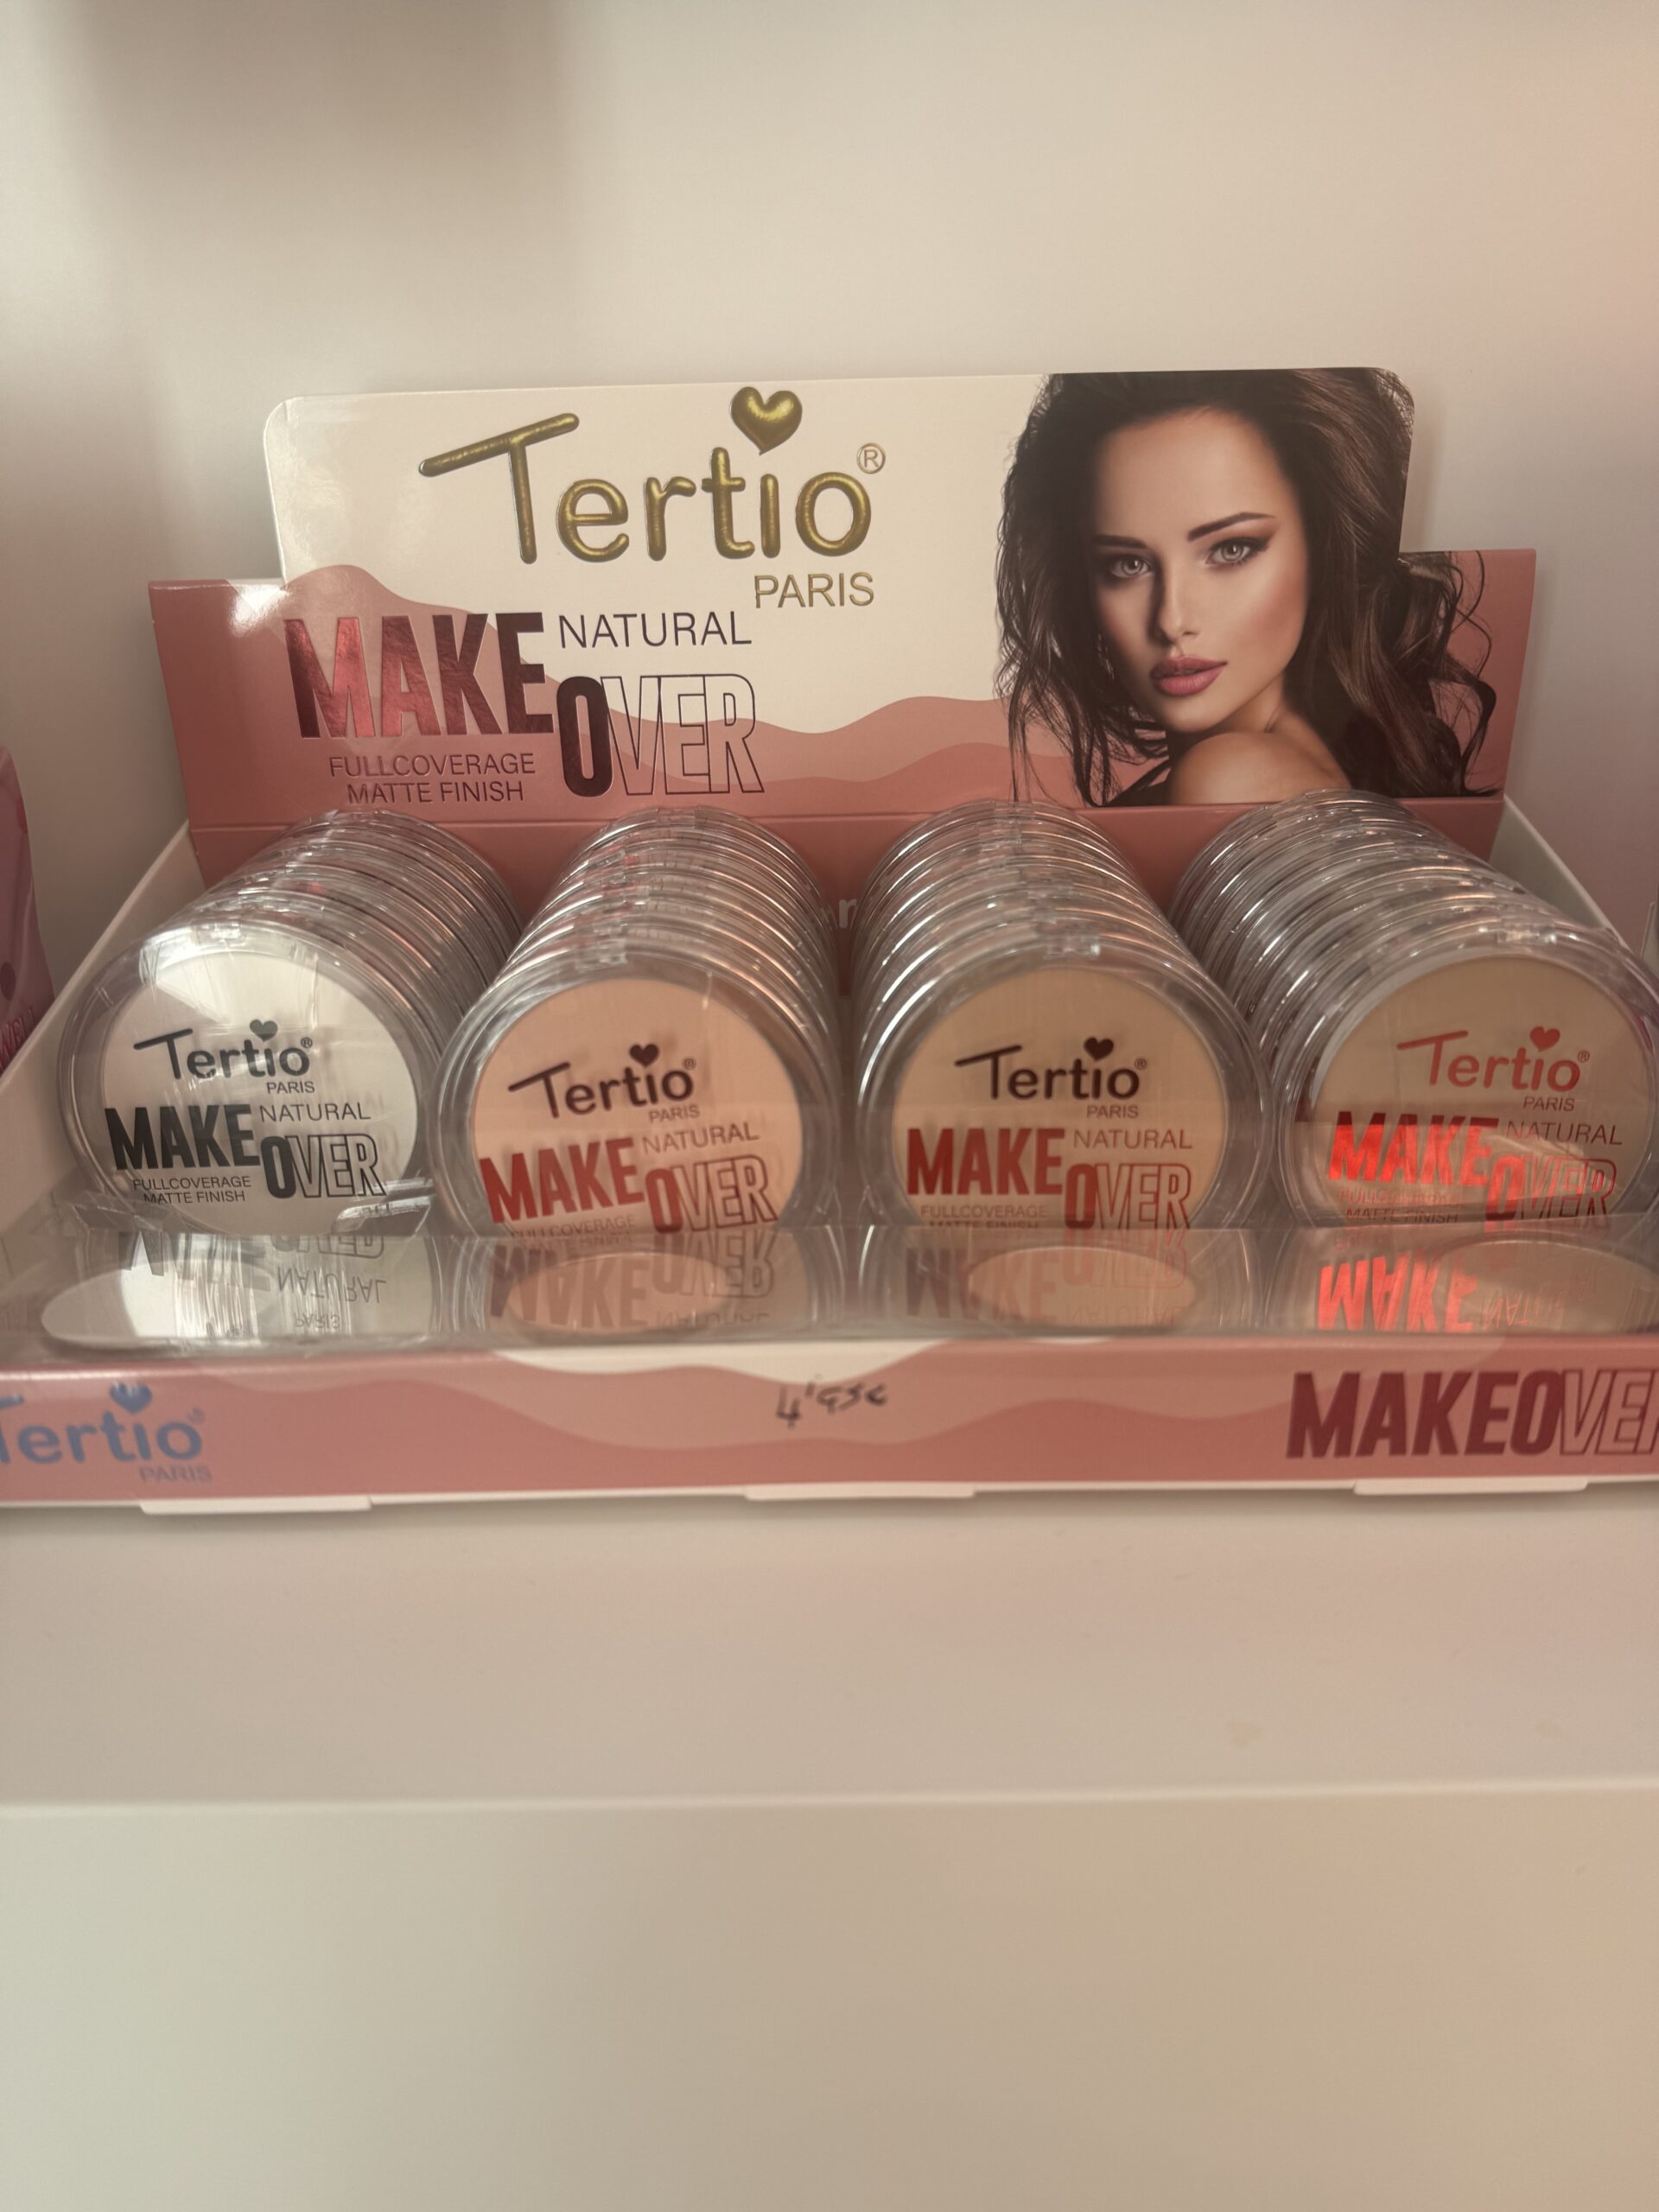 Tertio®
PARIS
MAKE NATURAL
OVER
FULLCOVERAGE
MATTE FINISH
Tertio®
PARIS
MAKE NATURAL
OVER
FULLCOVERAGE
MATTE FINISH
Tertio®
PARIS
MAKE NATURAL
OVER
FULLCOVERAGE
Tertio®
PARIS
MAKE NATURAL
OVER
FULLCOVERAGE
MATTE FINISH
Tertio®
PARIS
MAKE NATURAL
OVER
FULLCOVERAGE
MATTE FINISH
Tertio®
PARIS
MAKEOVER